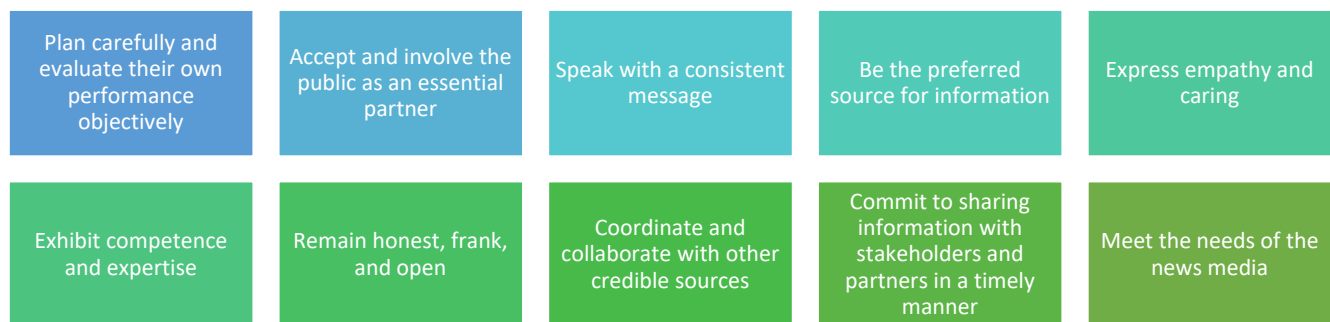 Plan carefully and
evaluate their own
performance
objectively
Accept and involve the
public as an essential
partner
Speak with a consistent
message
Be the preferred
source for information
Express empathy and
caring
Exhibit competence
and expertise
Remain honest, frank,
and open
Coordinate and
collaborate with other
credible sources
Commit to sharing
information with
stakeholders and
partners in a timely
manner
Meet the needs of the
news media